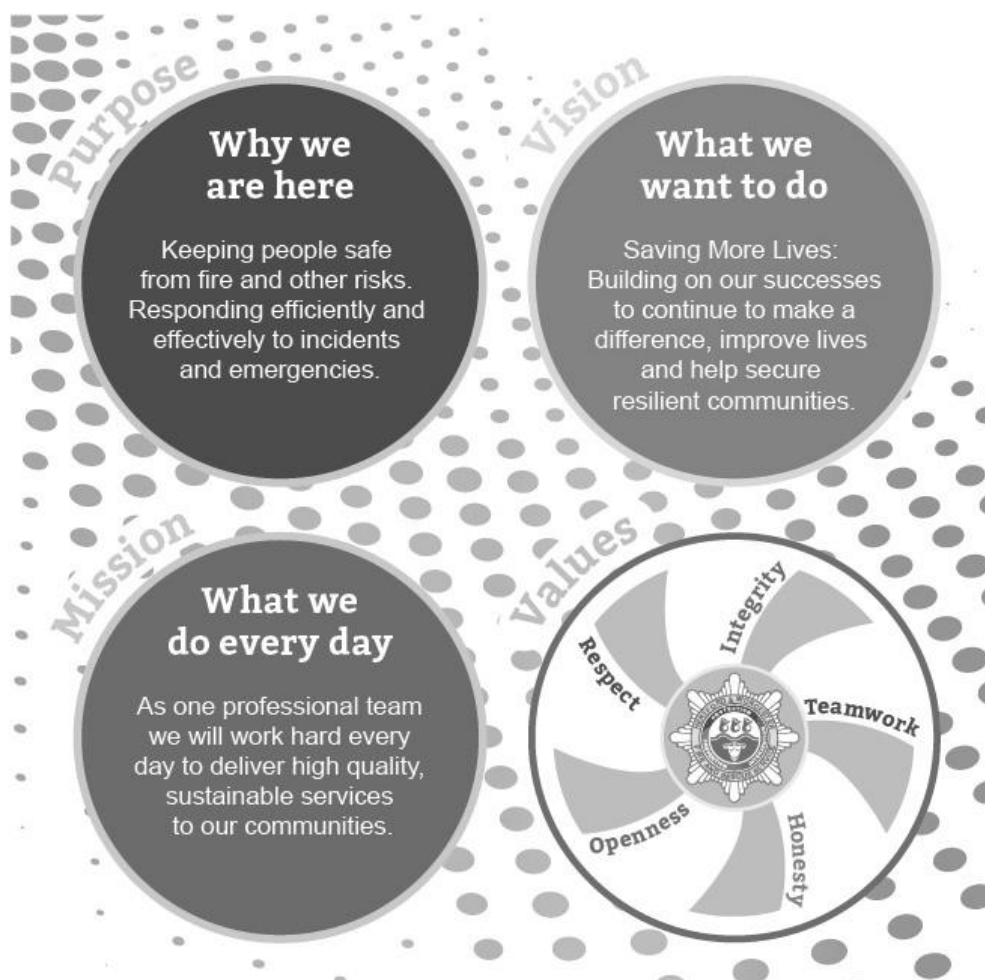 Purpose
Why we
are here
Keeping people safe
from fire and other risks.
Responding efficiently and
effectively to incidents
and emergencies.
Vision
What we
want to do
Saving More Lives:
Building on our successes
to continue to make a
difference, improve lives
and help secure
resilient communities.
Mission
What we
do every day
As one professional team
we will work hard every
day to deliver high quality,
sustainable services
to our communities.
Values
Integrity
Respect
Teamwork
Openness
Honesty